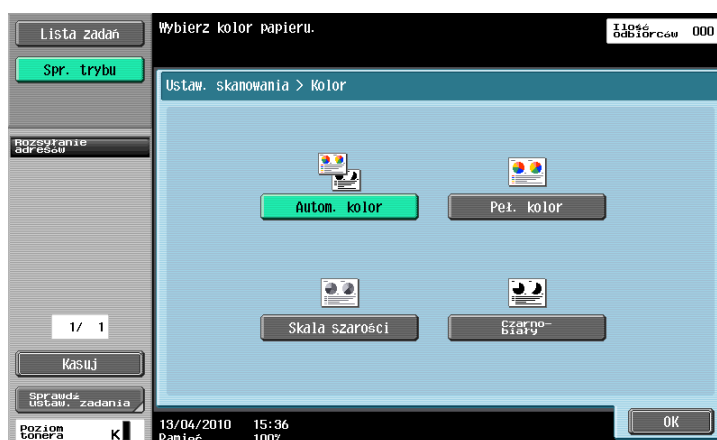 Lista zadań
Wybierz kolor papieru.
Ilość
odbiorców 000
Spr. trybu
Ustaw. skanowania > Kolor
Rozsyłanie
adresów
Autom. kolor
Peł. kolor
Skala szarości
Czarno-
biały
1/ 1
Kasuj
Sprawdź
ustaw. zadania
Poziom
tonera K
13/04/2010 15:36
Pamięć 100%
OK